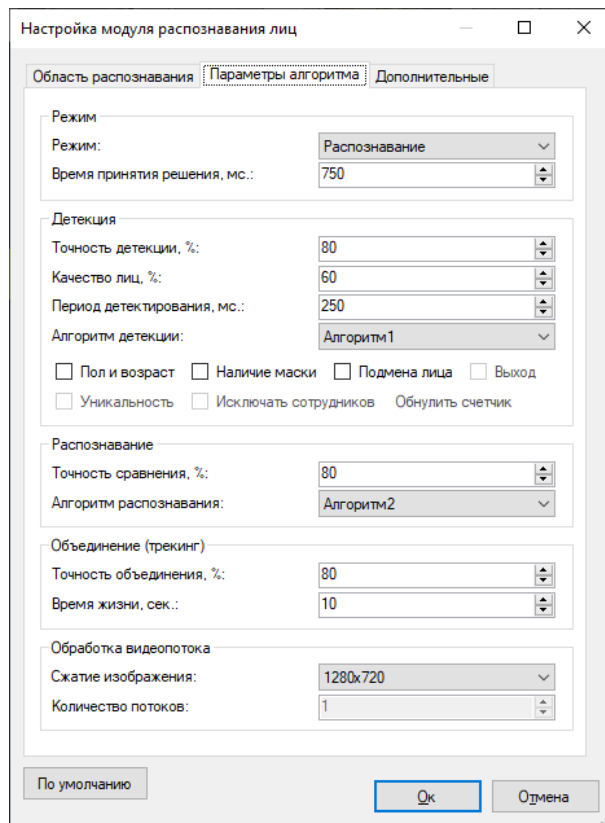 Настройка модуля распознавания лиц
Область распознавания Параметры алгоритма Дополнительные
Режим
Режим: Распознавание
Время принятия решения, мс.: 750
Детекция
Точность детекции, %: 80
Качество лиц, %: 60
Период детектирования, мс.: 250
Алгоритм детекции: Алгоритм1
Пол и возраст Наличие маски Подмена лица Выход
Уникальность Исключать сотрудников Обнулить счетчик
Распознавание
Точность сравнения, %: 80
Алгоритм распознавания: Алгоритм2
Объединение (трекинг)
Точность объединения, %: 80
Время жизни, сек.: 10
Обработка видеопотока
Сжатие изображения: 1280x720
Количество потоков: 1
По умолчанию Ок Отмена